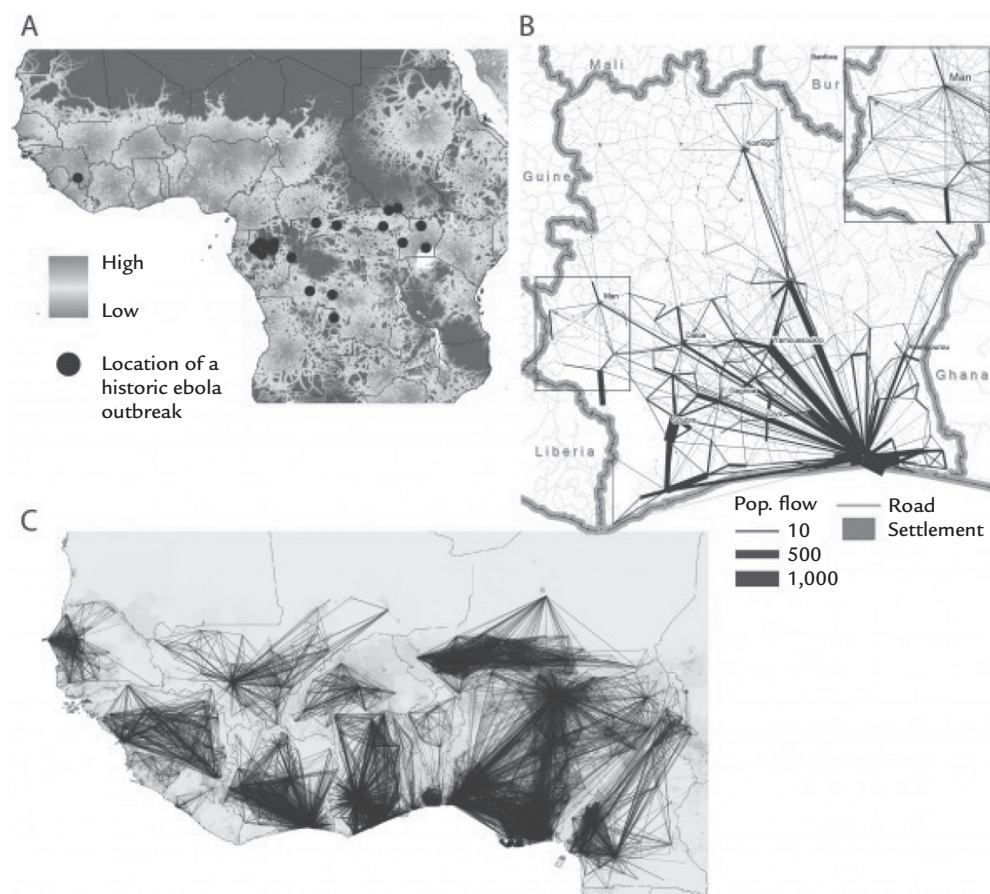 A
High
Low
Location of a
historic ebola
outbreak
B
Mali
Bur
Guine
Man
Man
Ghana
Liberia
Pop. flow
10
500
1,000
Road
Settlement
C